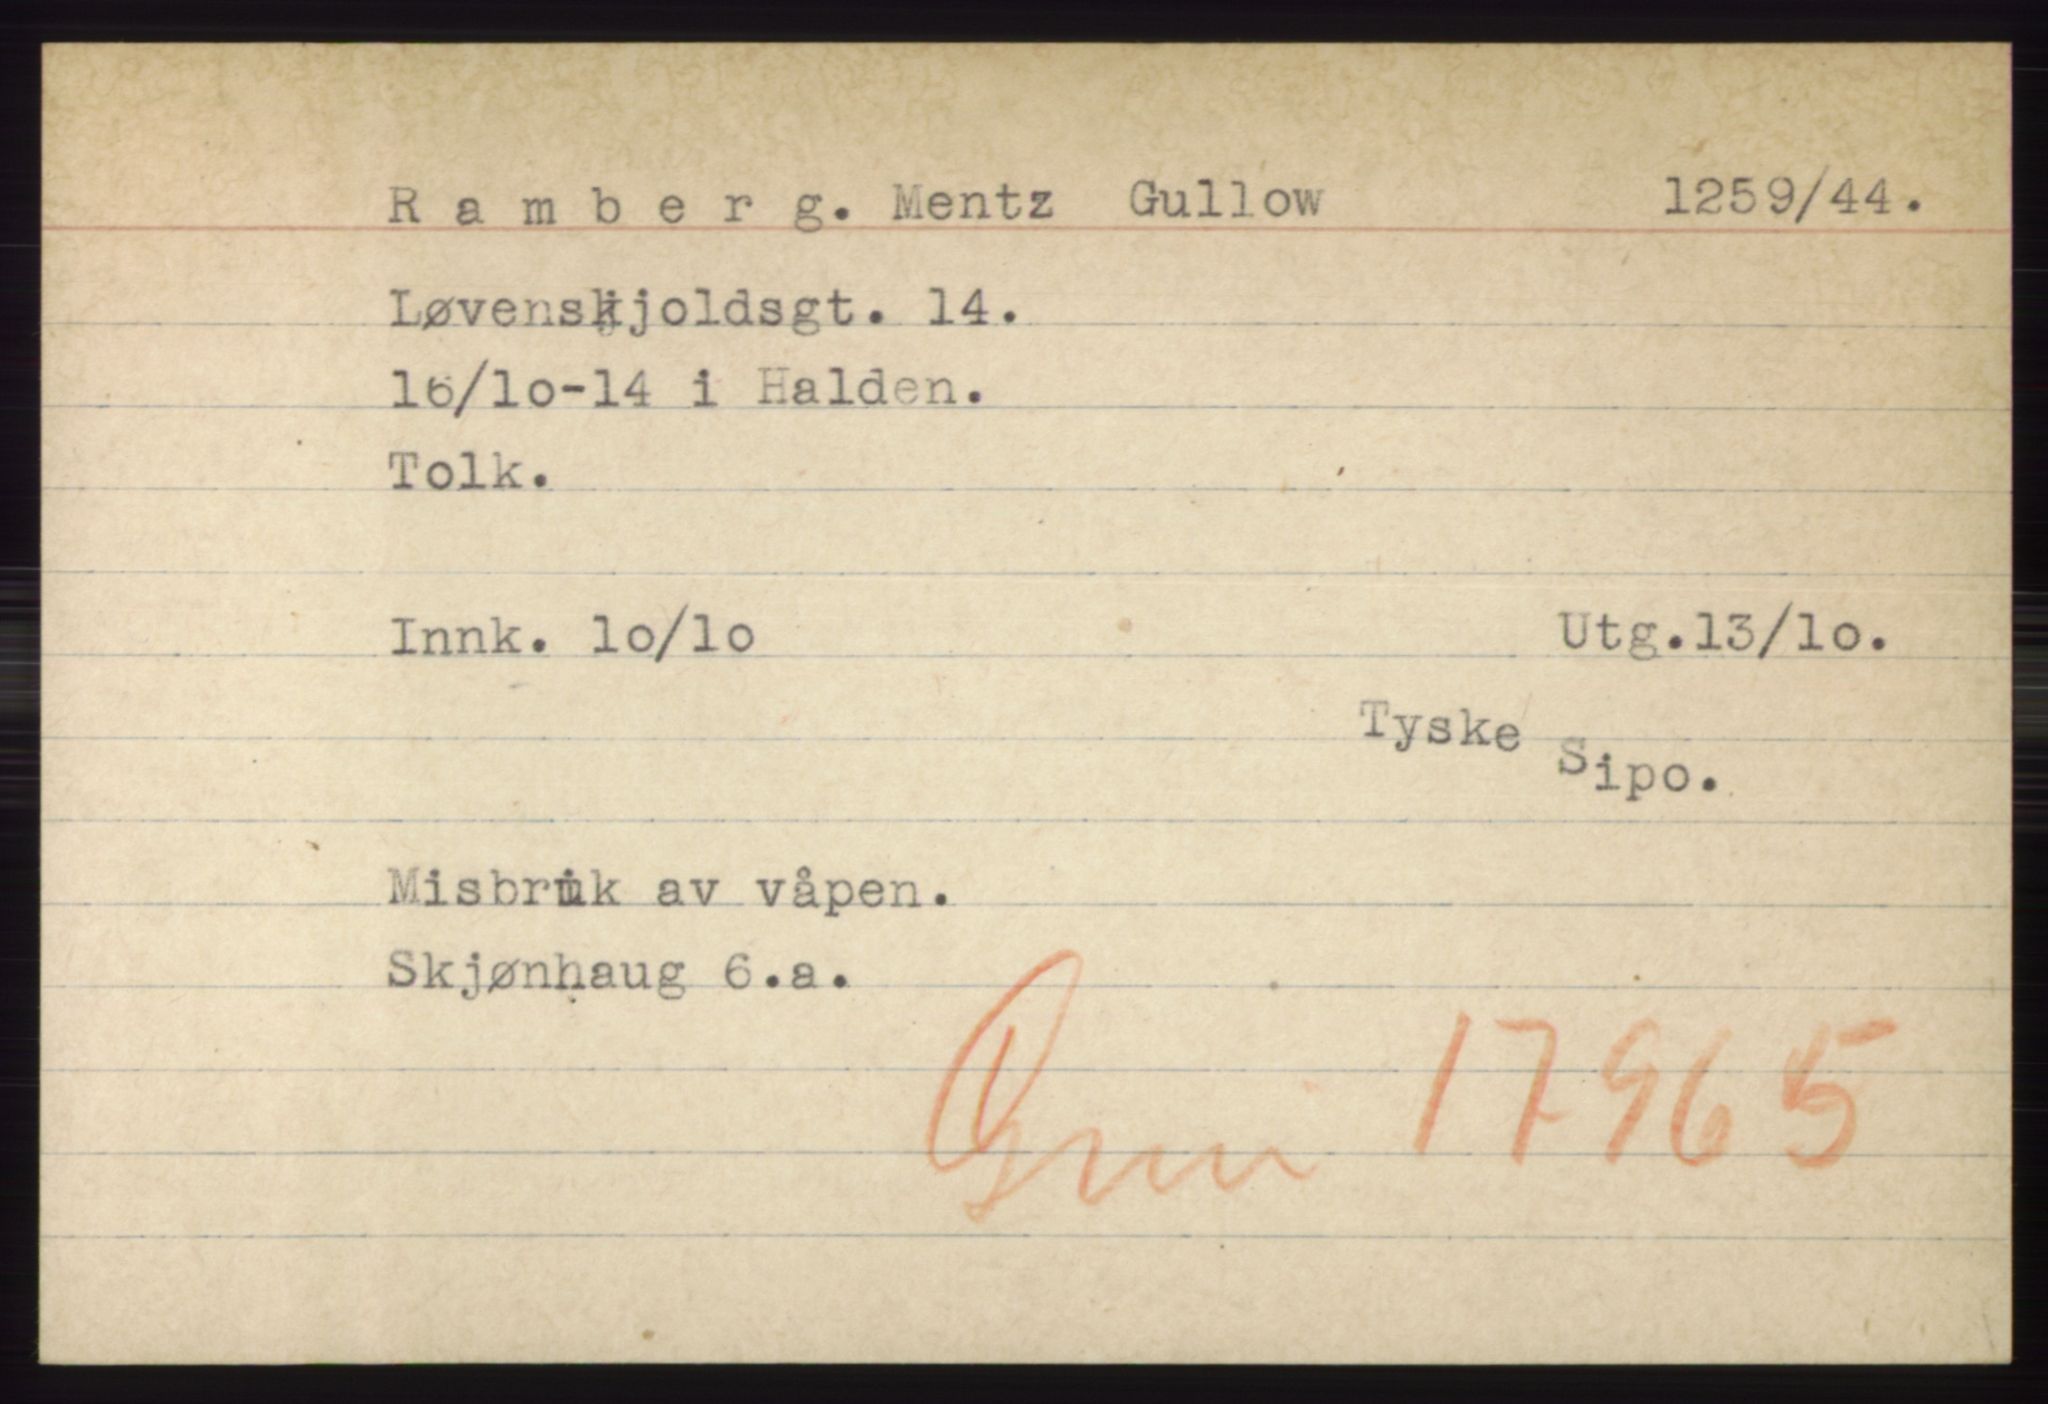 Ramberg. Mentz Gullow 1259/44.
Løvenskjoldsgt. 14.
16/lo-14 i Halden.
Tolk.
Innk. lo/lo Utg.13/lo.
Tyske Sipo.
Misbruk av våpen.
Skjønhaug 6.a.
17965